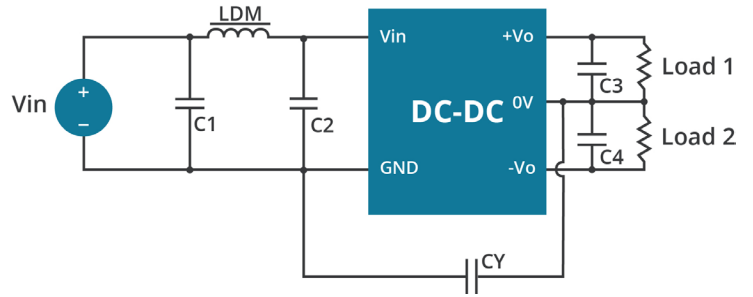 LDM
Vin
+
−
C1
C2
Vin
GND
DC-DC
+Vo
0V
-Vo
C3
C4
Load 1
Load 2
CY